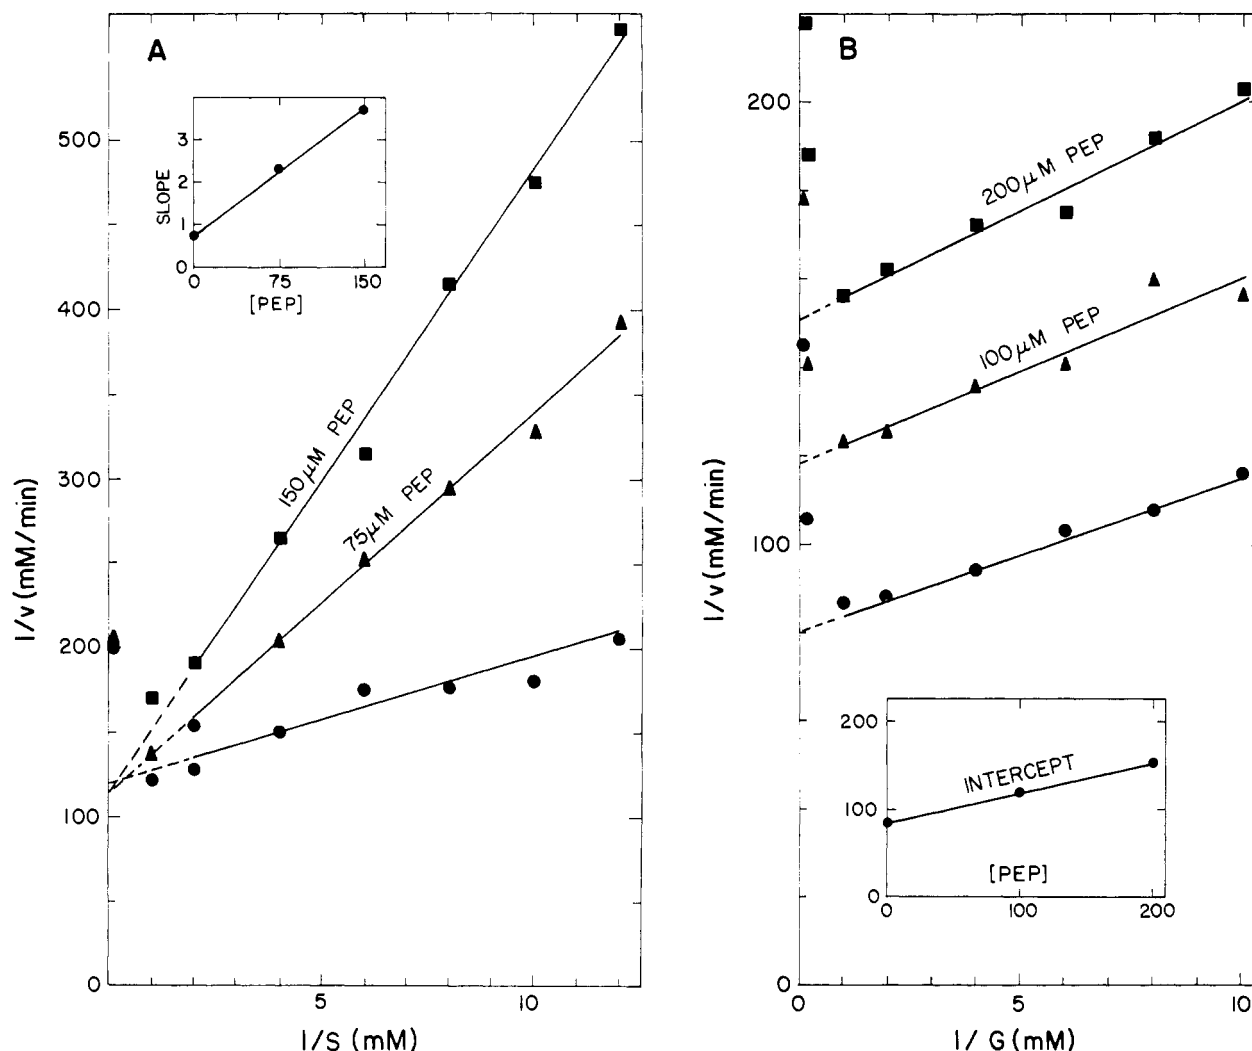 A
500
400
300
200
100
0
1/v (mM/min)
5
10
1/S (mM)
150 μM PEP
75 μM PEP
3
2
1
0
SLOPE
0 75 150
[PEP]
B
200
100
0
1/v (mM/min)
0 5 10
1/G (mM)
200 μM PEP
100 μM PEP
200
100
0
INTERCEPT
[PEP]
0 100 200